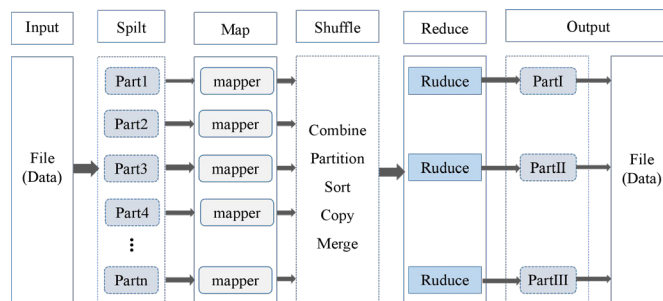 Input
Spilt
Map
Shuffle
Reduce
Output
File
(Data)
Part1
Part2
Part3
Part4
Partn
mapper
mapper
mapper
mapper
mapper
Combine
Partition
Sort
Copy
Merge
Ruduce
Ruduce
Ruduce
PartI
PartII
PartIII
File
(Data)